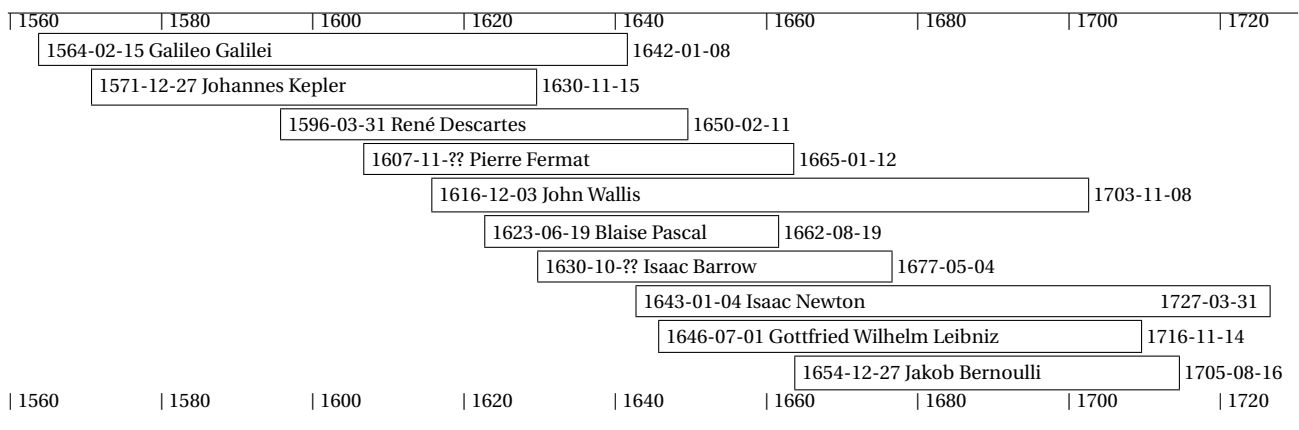 | 1560 | 1580 | 1600 | 1620 | 1640 | 1660 | 1680 | 1700 | 1720
1564-02-15 Galileo Galilei 1642-01-08
1571-12-27 Johannes Kepler 1630-11-15
1596-03-31 René Descartes 1650-02-11
1607-11-?? Pierre Fermat 1665-01-12
1616-12-03 John Wallis 1703-11-08
1623-06-19 Blaise Pascal 1662-08-19
1630-10-?? Isaac Barrow 1677-05-04
1643-01-04 Isaac Newton 1727-03-31
1646-07-01 Gottfried Wilhelm Leibniz 1716-11-14
1654-12-27 Jakob Bernoulli 1705-08-16
| 1560 | 1580 | 1600 | 1620 | 1640 | 1660 | 1680 | 1700 | 1720